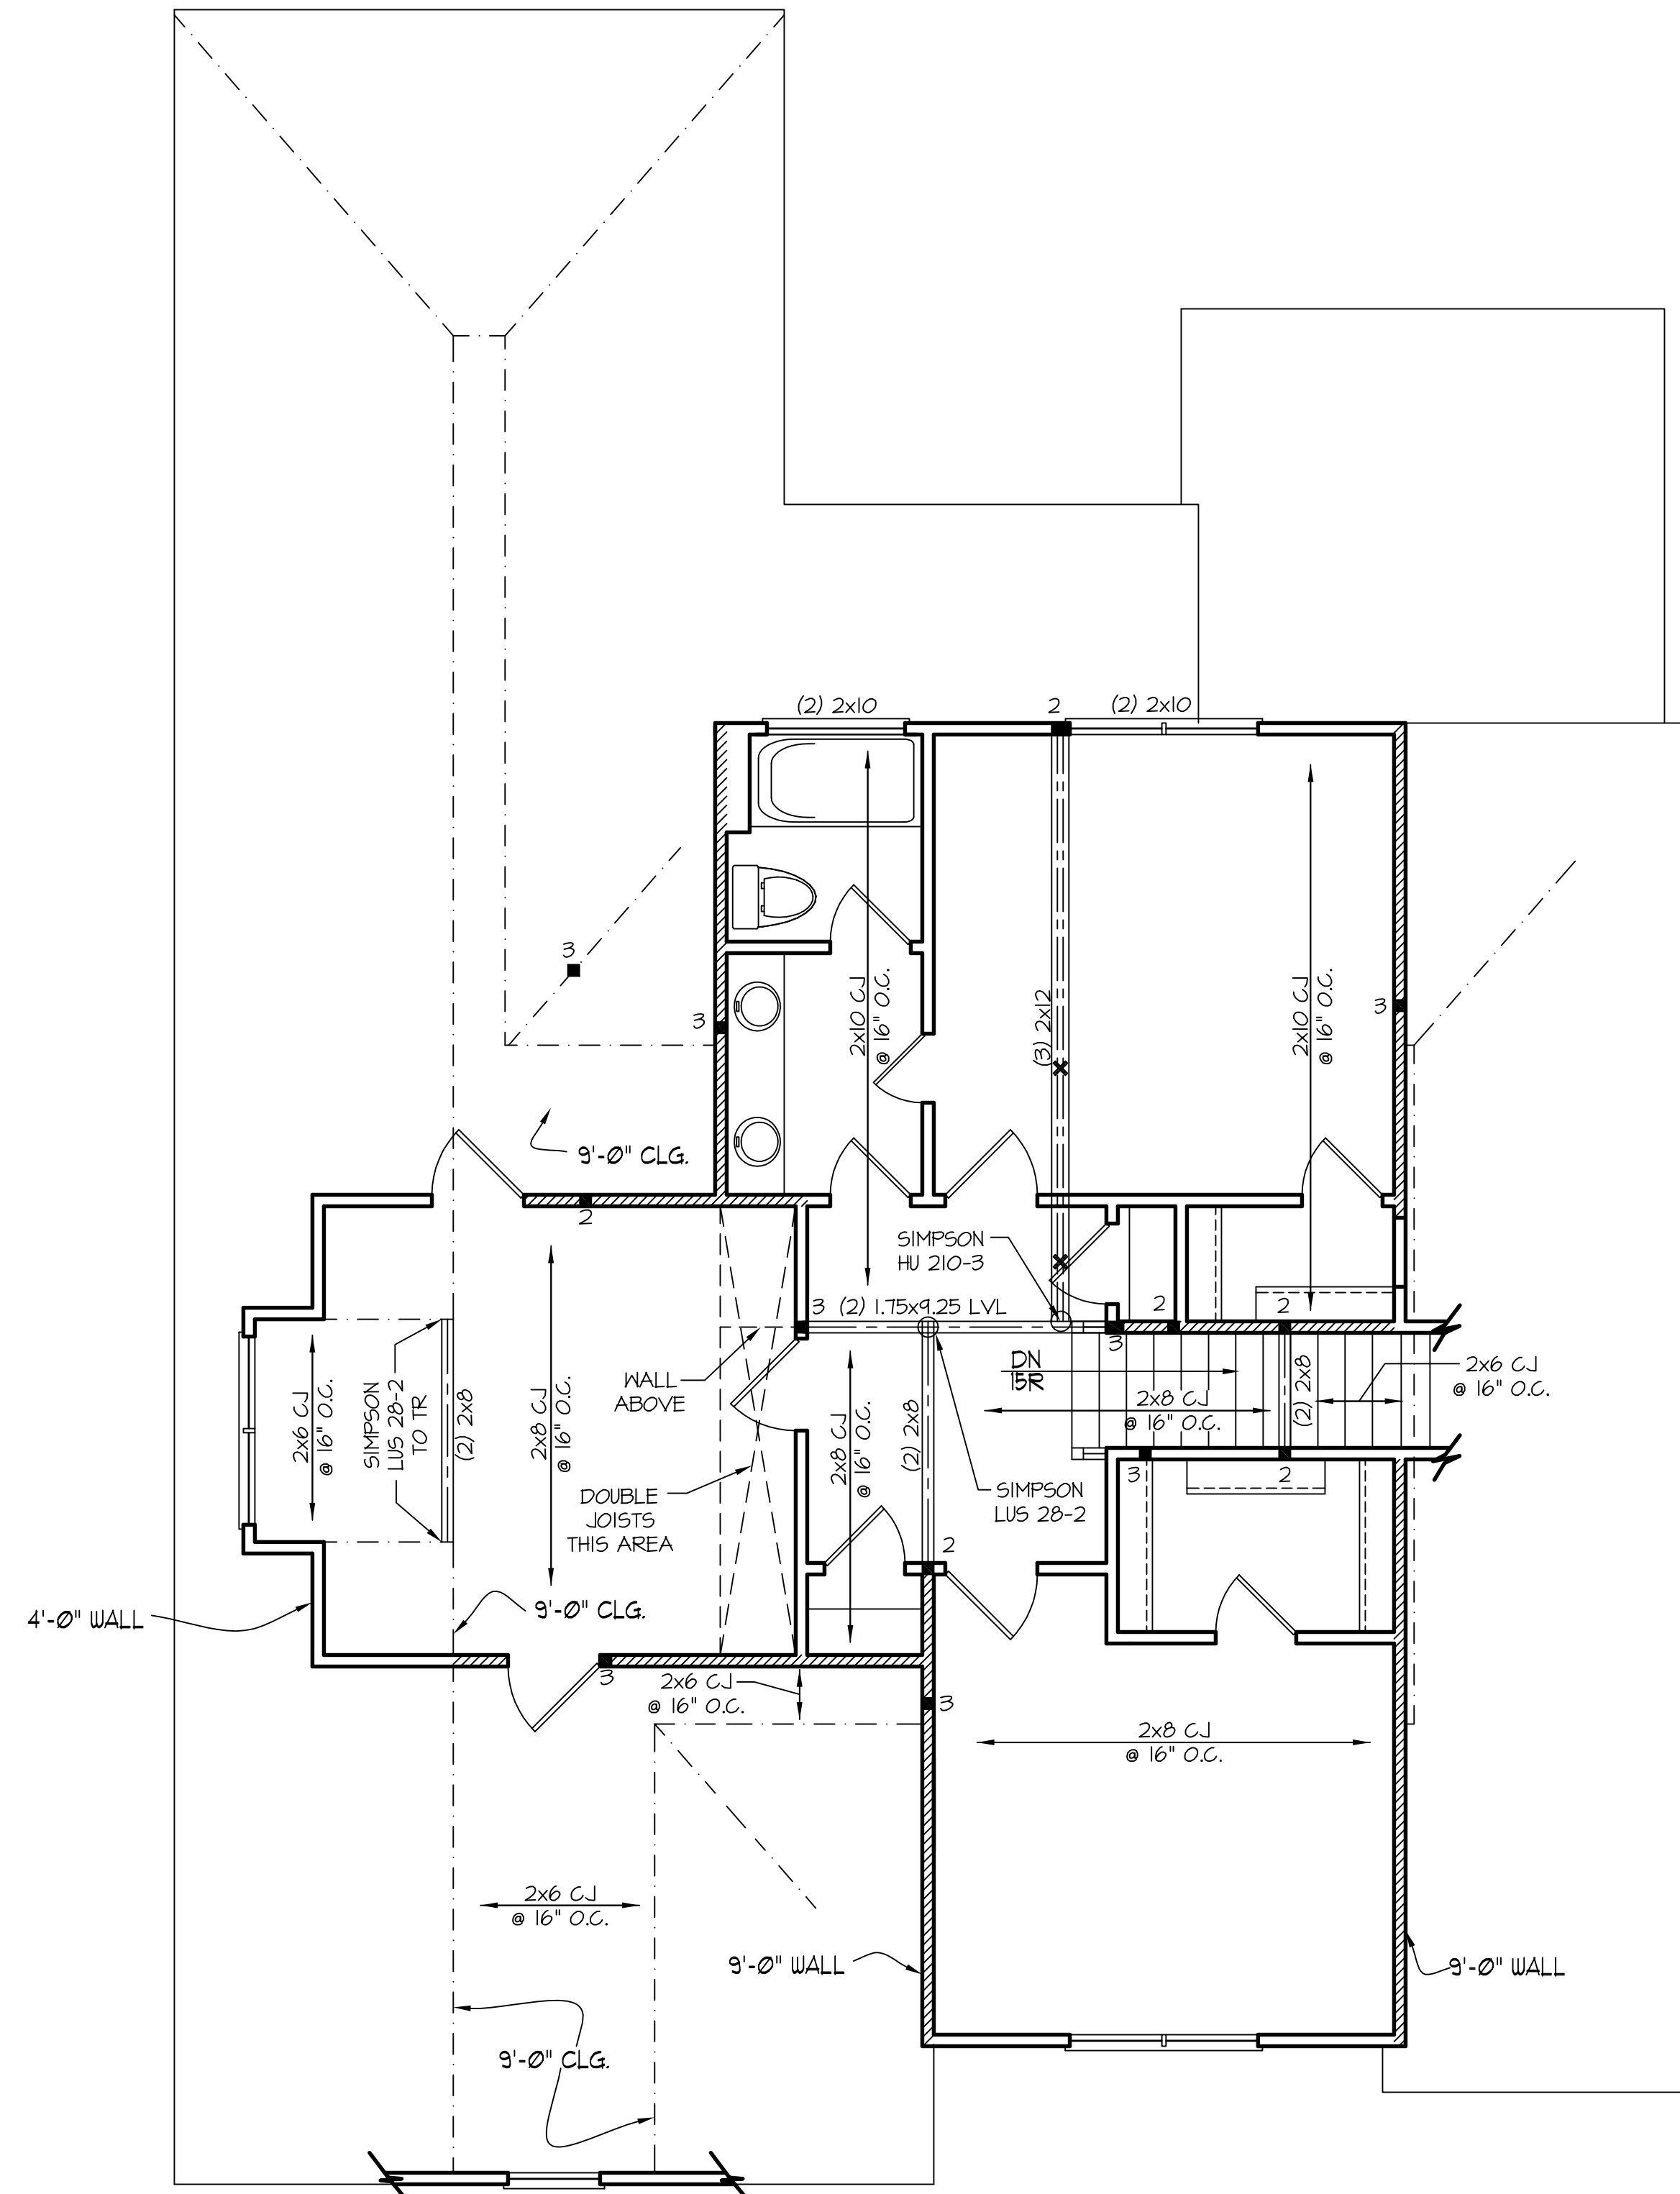 (2) 2x10
2
(2) 2x10
3
3
2x10 CJ
@ 16" O.C.
(3) 2x12
2x10 CJ
@ 16" O.C.
3
9'-0" CLG.
2
SIMPSON
HU 210-3
3
(2) 1.75x9.25 LVL
2
3
2
DN
15R
2x8 CJ
@ 16" O.C.
(2) 2x8
2x6 CJ
@ 16" O.C.
WALL
ABOVE
2x6 CJ
@ 16" O.C.
SIMPSON
LUS 28-2
TO TR
(2) 2x8
2x8 CJ
@ 16" O.C.
2x8 CJ
@ 16" O.C.
(2) 2x8
3
2
DOUBLE
JOISTS
THIS AREA
SIMPSON
LUS 28-2
2
9'-0" CLG.
4'-0" WALL
3
2x6 CJ
@ 16" O.C.
3
2x8 CJ
@ 16" O.C.
2x6 CJ
@ 16" O.C.
9'-0" WALL
9'-0" WALL
9'-0" CLG.